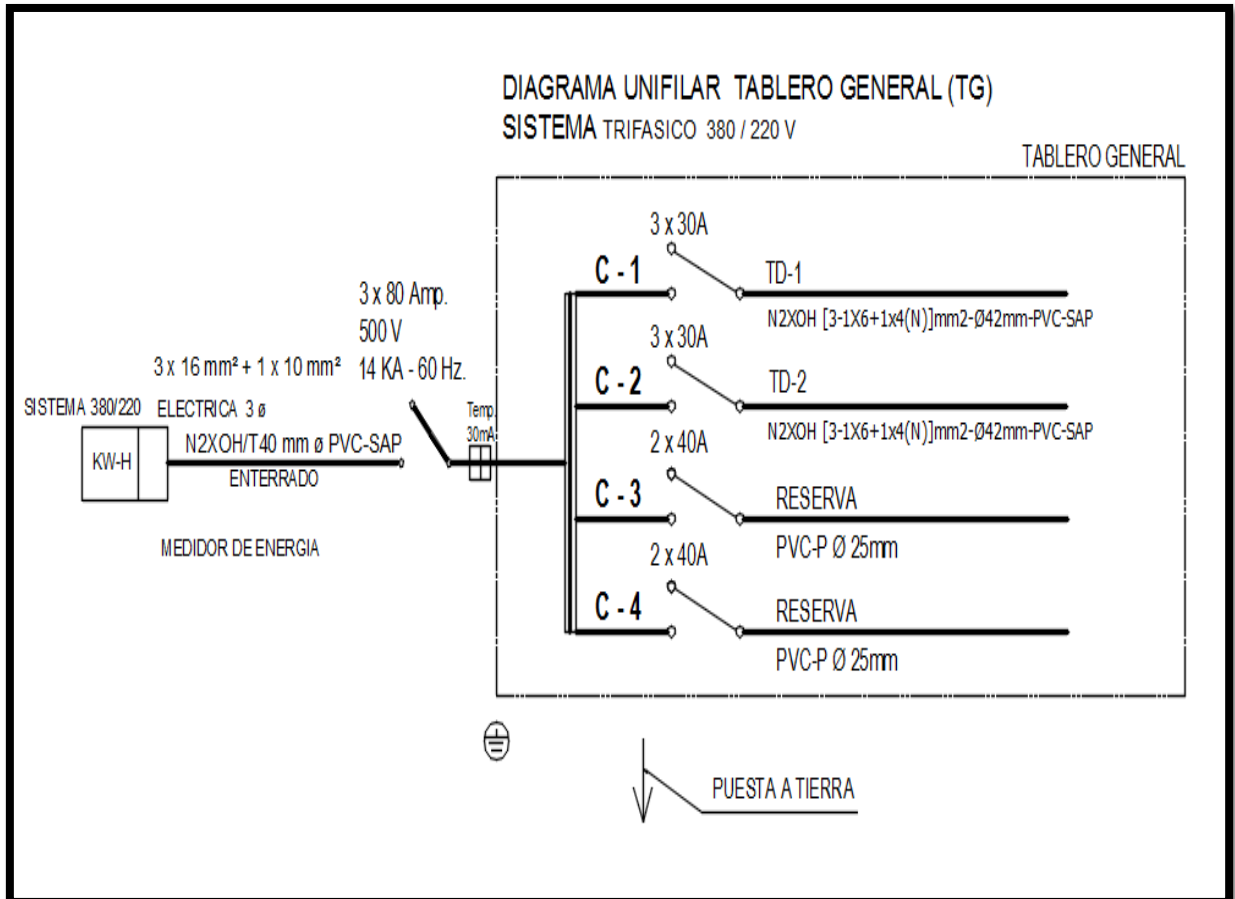 DIAGRAMA UNIFILAR TABLERO GENERAL (TG)
SISTEMA TRIFASICO 380 / 220 V
TABLERO GENERAL
3 x 80 Amp.
500 V
14 KA - 60 Hz.
3 x 16 mm² + 1 x 10 mm²
SISTEMA 380/220 ELECTRICA 3 ø
KW-H
N2XOH/T40 mm ø PVC-SAP
ENTERRADO
MEDIDOR DE ENERGIA
Temp.
30mA
3 x 30A
C - 1
TD-1
N2XOH [3-1X6+1x4(N)]mm2-Ø42mm-PVC-SAP
3 x 30A
C - 2
TD-2
N2XOH [3-1X6+1x4(N)]mm2-Ø42mm-PVC-SAP
2 x 40A
C - 3
RESERVA
PVC-P Ø 25mm
2 x 40A
C - 4
RESERVA
PVC-P Ø 25mm
PUESTA A TIERRA